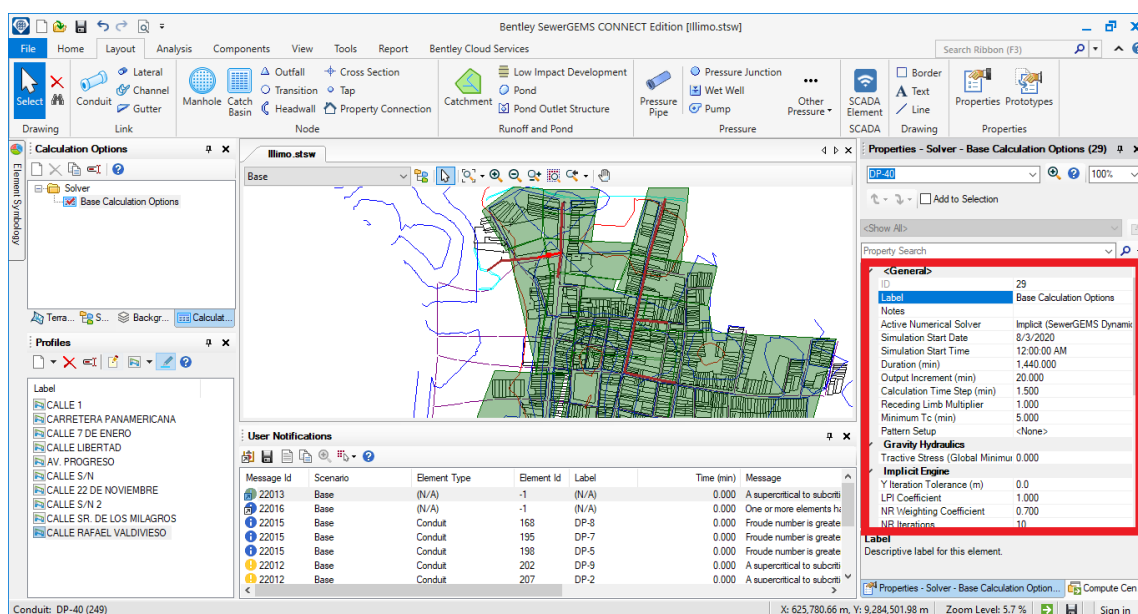 Bentley SewerGEMS CONNECT Edition [Illimo.stsw]
File Home Layout Analysis Components View Tools Report Bentley Cloud Services Search Ribbon (F3)
Lateral Outfall Cross Section Low Impact Development Pressure Junction Border
Channel Transition Tap Pond Wet Well Text
Gutter Headwall Property Connection Pond Outlet Structure Pump Line
Select Conduit Manhole Catch Basin Catchment Pressure Pipe Other Pressure SCADA Element Properties Prototypes
Drawing Link Node Runoff and Pond Pressure SCADA Drawing Properties
Element Symbology
Calculation Options
Solver
Base Calculation Options
Terra... S... Backgr... Calculat...
Profiles
Label
CALLE 1
CARRETERA PANAMERICANA
CALLE 7 DE ENERO
CALLE LIBERTAD
AV. PROGRESO
CALLE S/N
CALLE 22 DE NOVIEMBRE
CALLE S/N 2
CALLE SR. DE LOS MILAGROS
CALLE RAFAEL VALDIVIESO
Illimo.stsw
Base
User Notifications
Message Id Scenario Element Type Element Id Label Time (min) Message
22013 Base (N/A) -1 (N/A) 0.000 A supercritical to subcriti
22016 Base (N/A) -1 (N/A) 0.000 One or more elements ha
22015 Base Conduit 168 DP-8 0.000 Froude number is greate
22015 Base Conduit 195 DP-7 0.000 Froude number is greate
22015 Base Conduit 198 DP-5 0.000 Froude number is greate
22012 Base Conduit 202 DP-9 0.000 A supercritical to subcriti
22012 Base Conduit 207 DP-2 0.000 A supercritical to subcriti
Properties - Solver - Base Calculation Options (29)
DP-40 100%
Add to Selection
<Show All>
Property Search
<General>
ID 29
Label Base Calculation Options
Notes
Active Numerical Solver Implicit (SewerGEMS Dynamic
Simulation Start Date 8/3/2020
Simulation Start Time 12:00:00 AM
Duration (min) 1,440.000
Output Increment (min) 20.000
Calculation Time Step (min) 1.500
Receding Limb Multiplier 1.000
Minimum Tc (min) 5.000
Pattern Setup <None>
Gravity Hydraulics
Tractive Stress (Global Minimur 0.000
Implicit Engine
Y Iteration Tolerance (m) 0.0
LPI Coefficient 1.000
NR Weighting Coefficient 0.700
NR Iterations 10
Label
Descriptive label for this element.
Properties - Solver - Base Calculation Option... Compute Cen
Conduit: DP-40 (249) X: 625,780.66 m, Y: 9,284,501.98 m Zoom Level: 5.7 % Sign in